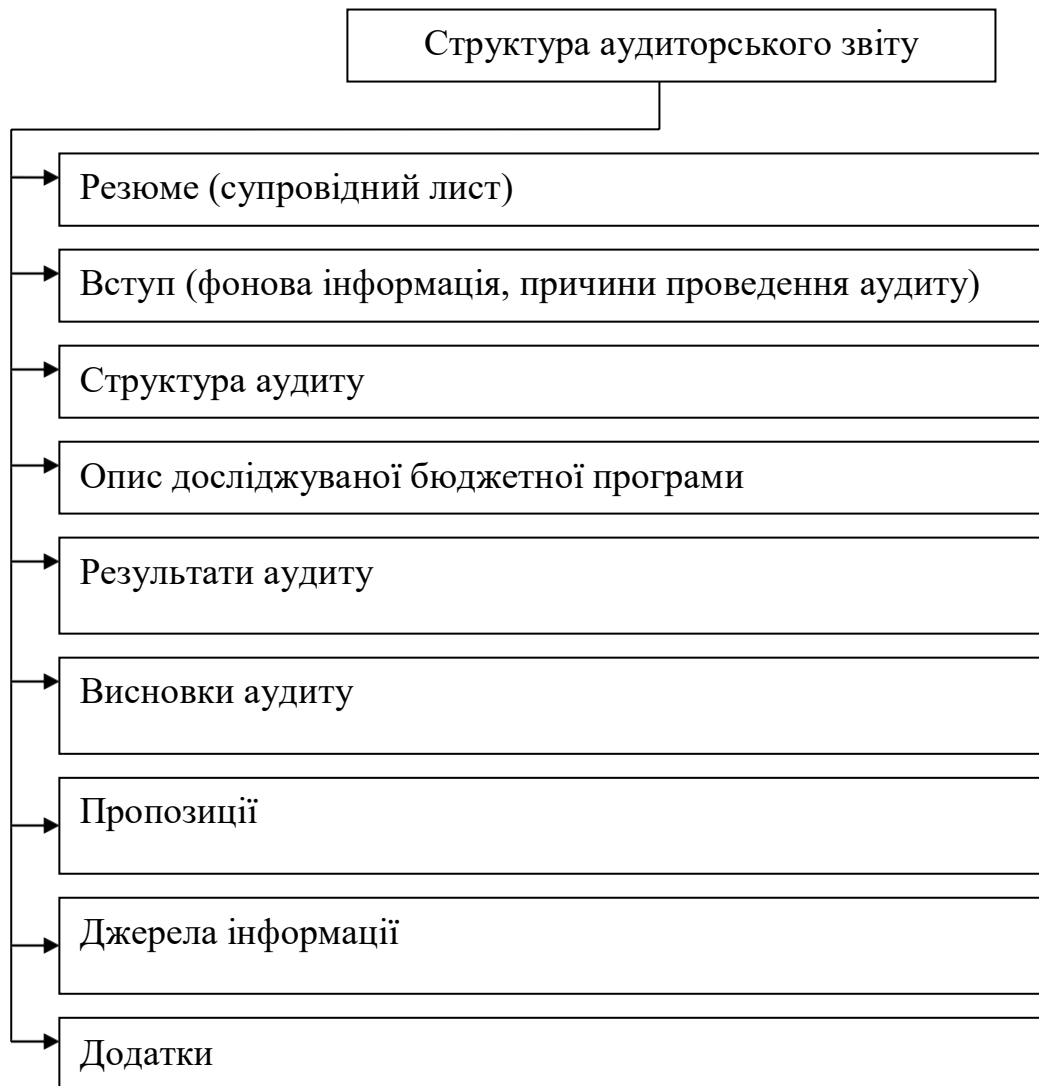 Структура аудиторського звіту
Резюме (супровідний лист)
Вступ (фонова інформація, причини проведення аудиту)
Структура аудиту
Опис досліджуваної бюджетної програми
Результати аудиту
Висновки аудиту
Пропозиції
Джерела інформації
Додатки